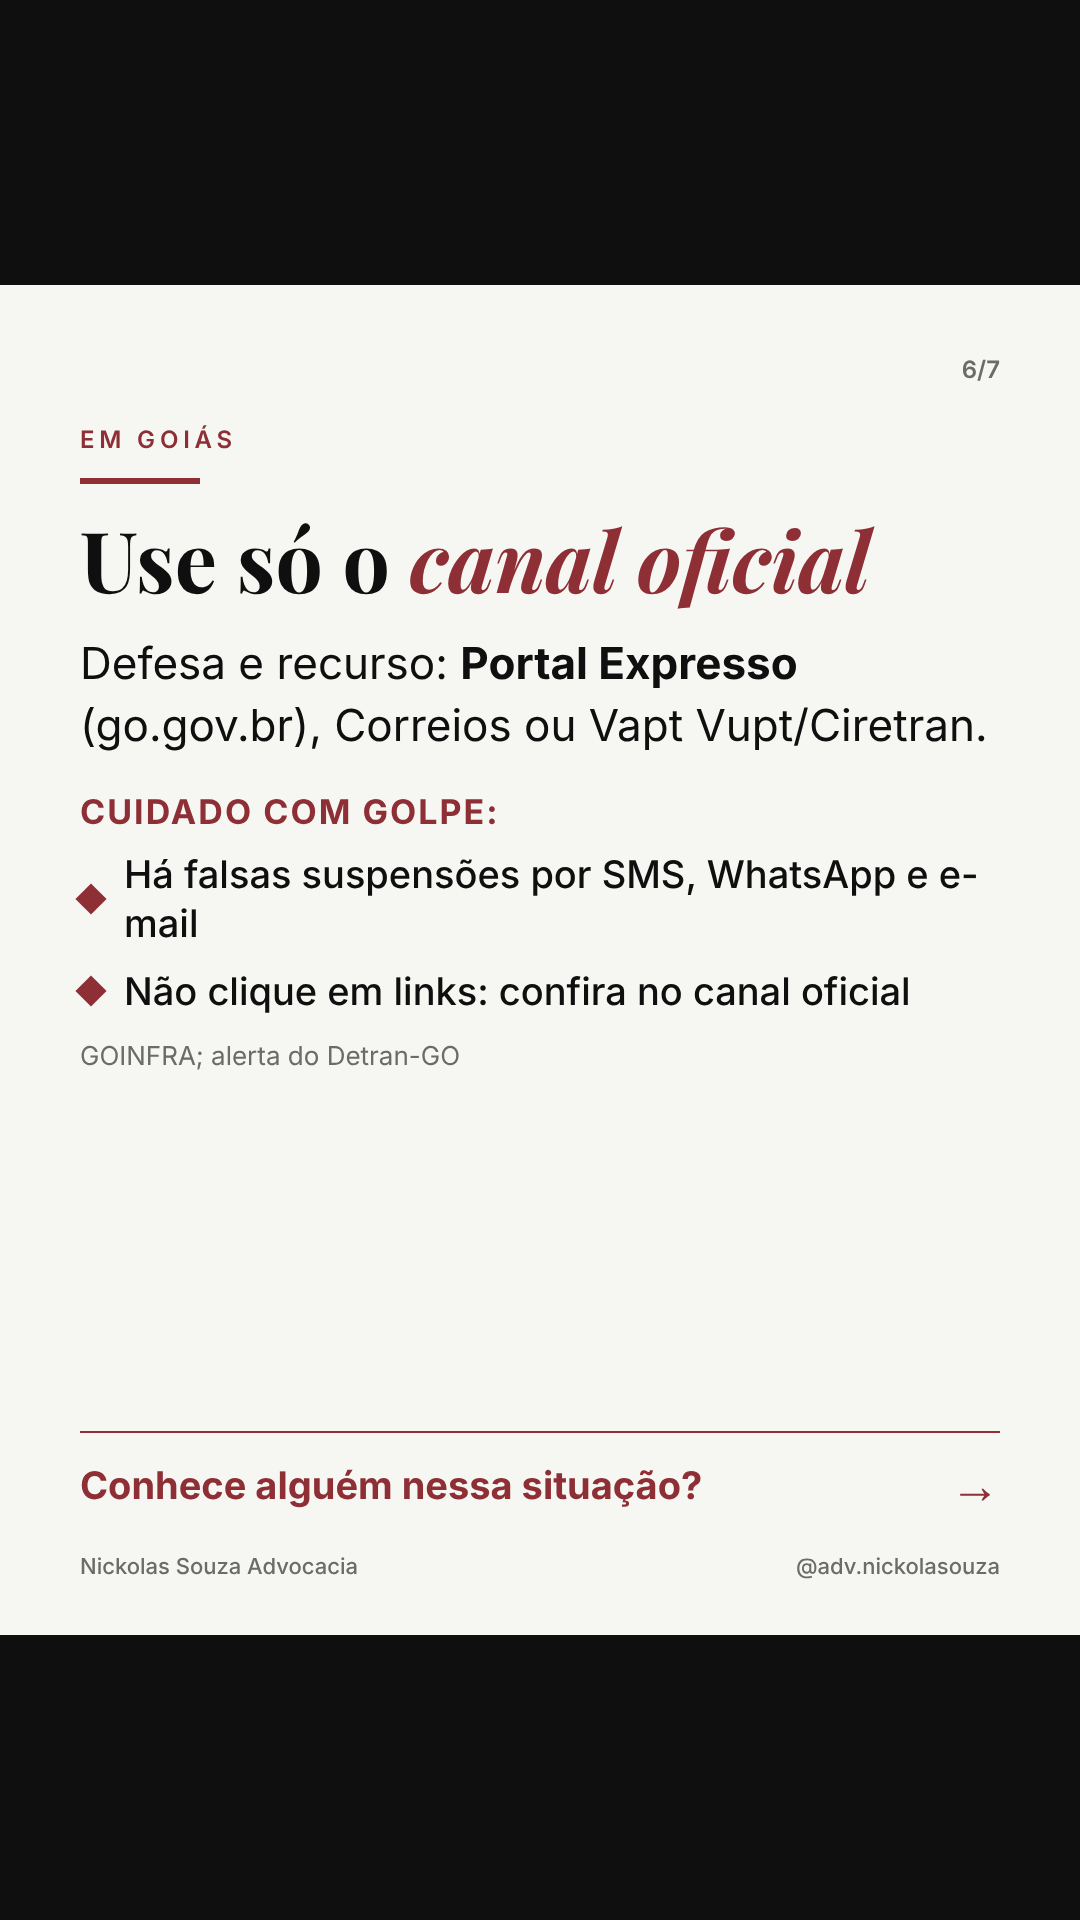 6/7
EM GOIÁS
Use só o canal oficial
Defesa e recurso: Portal Expresso
(go.gov.br), Correios ou Vapt Vupt/Ciretran.
CUIDADO COM GOLPE:
Há falsas suspensões por SMS, WhatsApp e e-
mail
Não clique em links: confira no canal oficial
GOINFRA; alerta do Detran-GO
Conhece alguém nessa situação? →
Nickolas Souza Advocacia @adv.nickolasouza